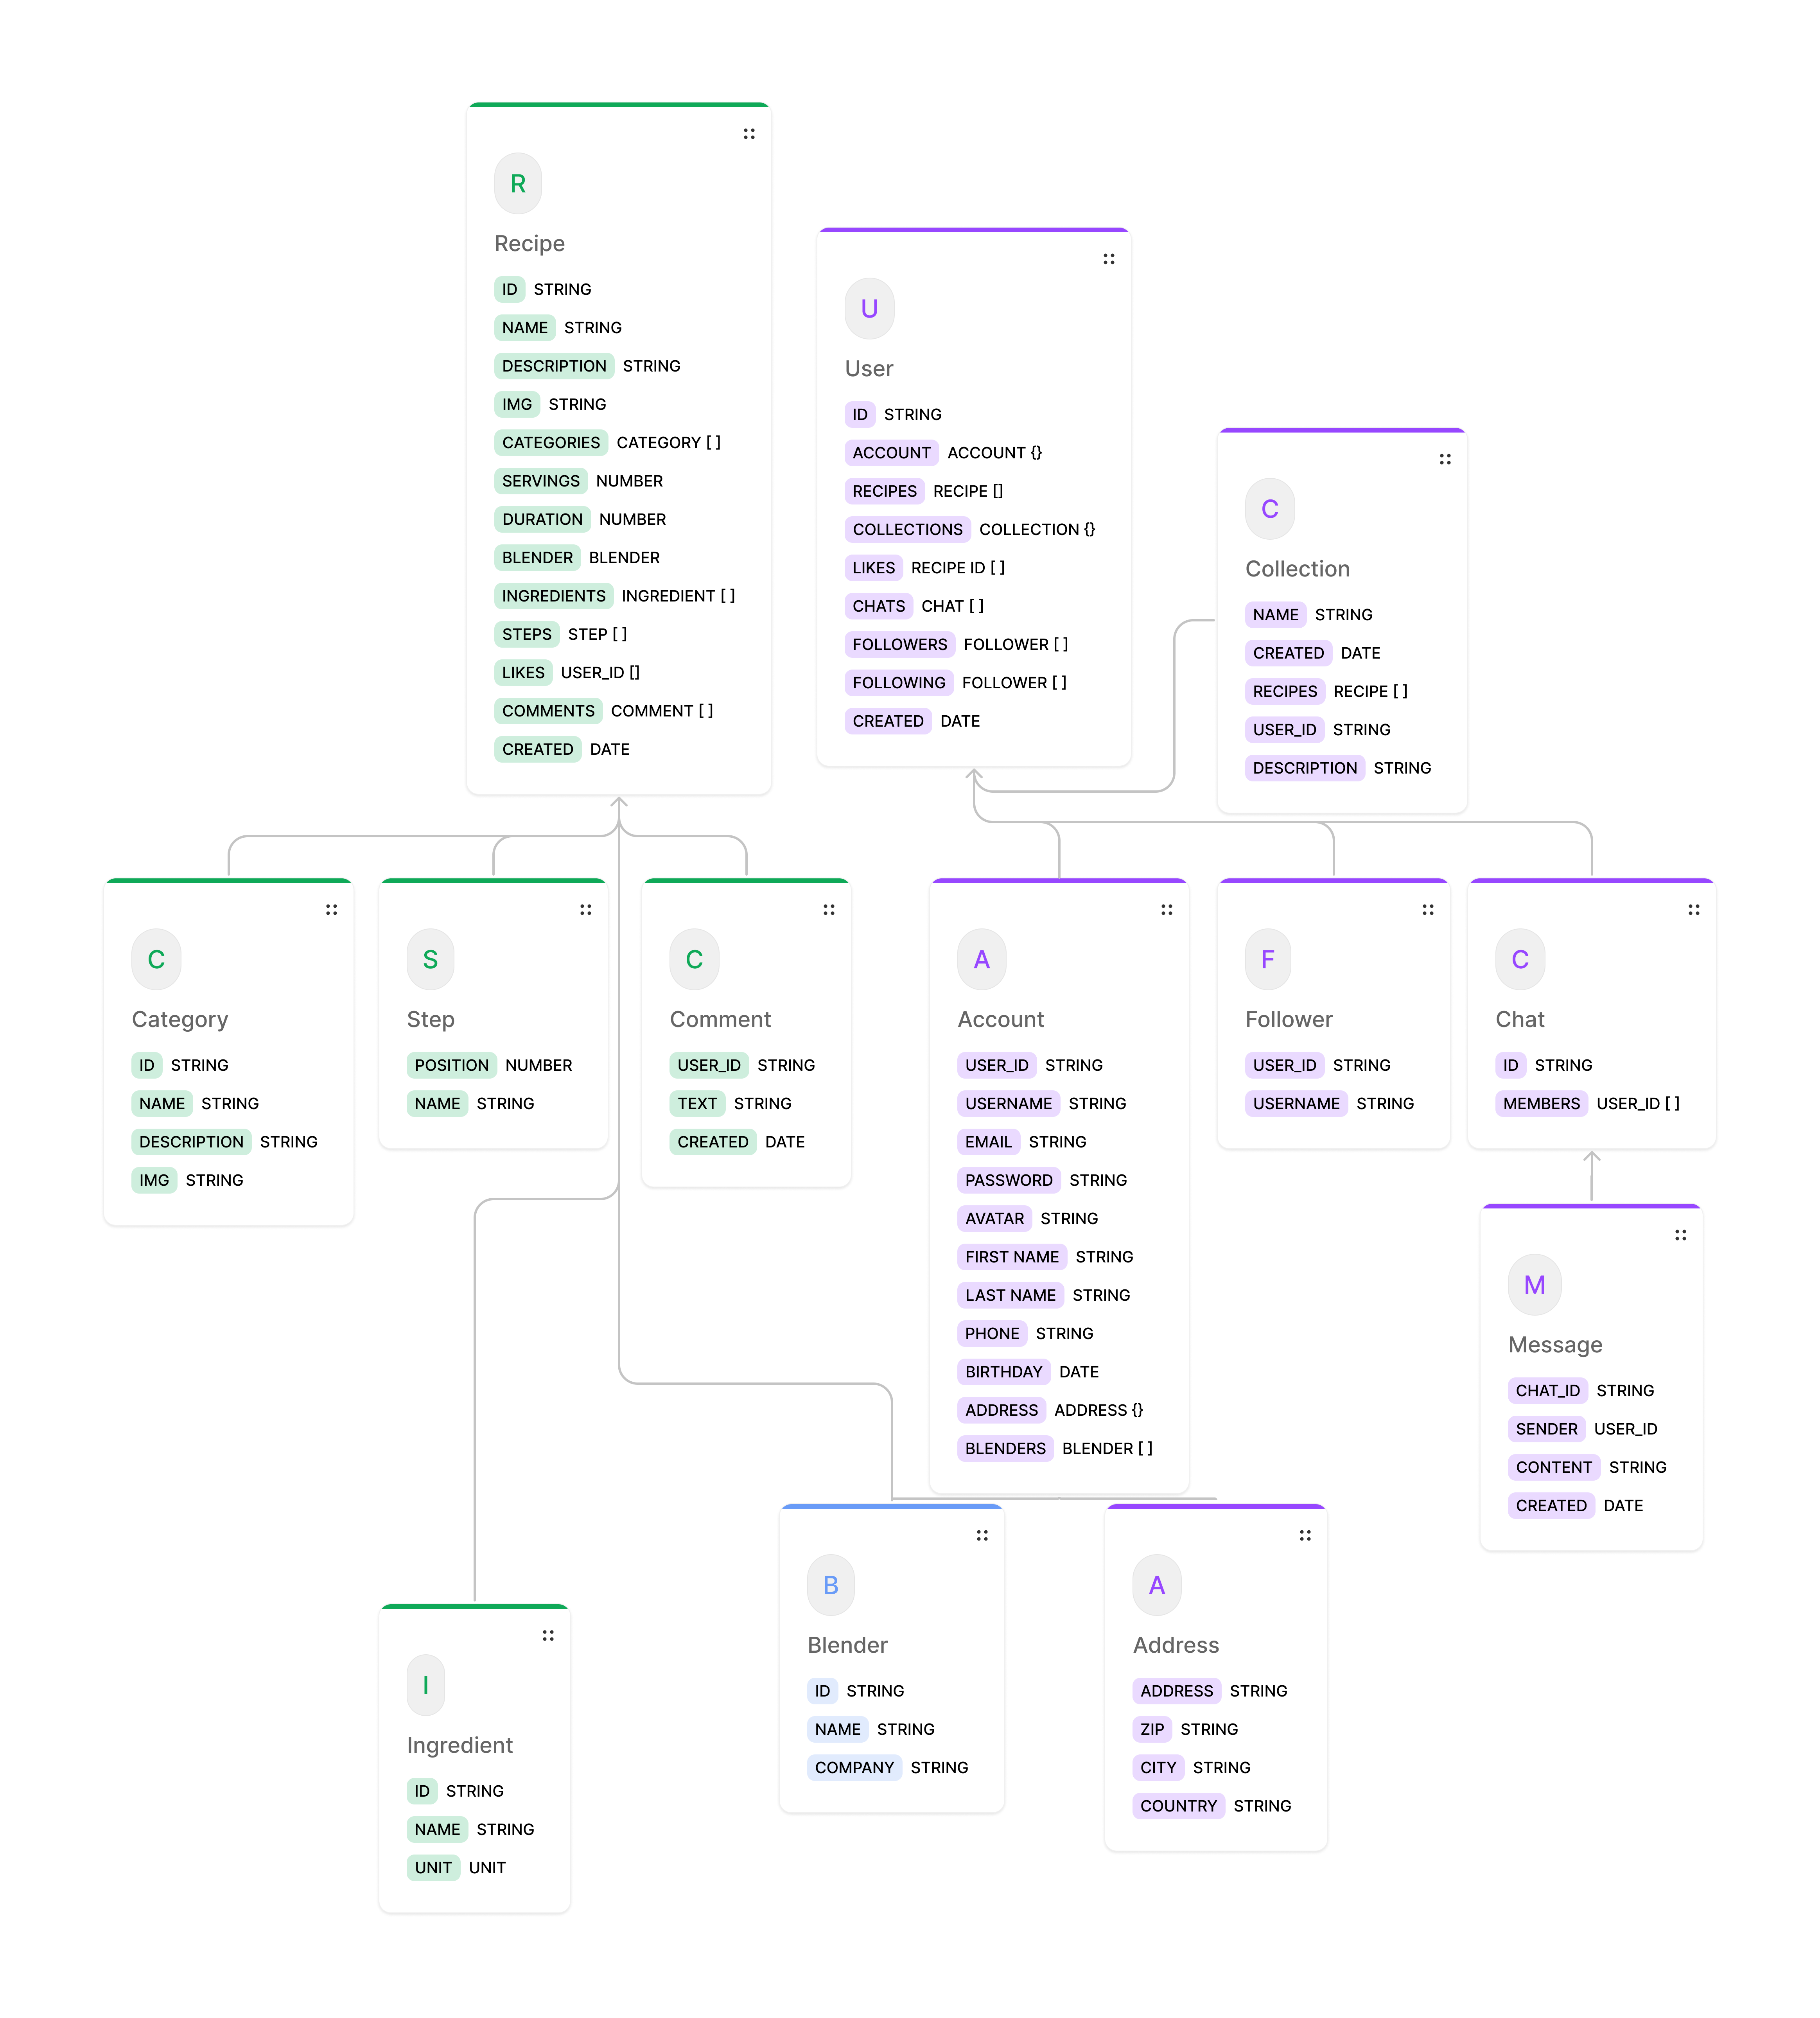 R
Recipe
ID STRING
NAME STRING
DESCRIPTION STRING
IMG STRING
CATEGORIES CATEGORY [ ]
SERVINGS NUMBER
DURATION NUMBER
BLENDER BLENDER
INGREDIENTS INGREDIENT [ ]
STEPS STEP [ ]
LIKES USER_ID []
COMMENTS COMMENT [ ]
CREATED DATE
U
User
ID STRING
ACCOUNT ACCOUNT {}
RECIPES RECIPE []
COLLECTIONS COLLECTION {}
LIKES RECIPE ID [ ]
CHATS CHAT [ ]
FOLLOWERS FOLLOWER [ ]
FOLLOWING FOLLOWER [ ]
CREATED DATE
C
Collection
NAME STRING
CREATED DATE
RECIPES RECIPE [ ]
USER_ID STRING
DESCRIPTION STRING
C
Category
ID STRING
NAME STRING
DESCRIPTION STRING
IMG STRING
S
Step
POSITION NUMBER
NAME STRING
C
Comment
USER_ID STRING
TEXT STRING
CREATED DATE
A
Account
USER_ID STRING
USERNAME STRING
EMAIL STRING
PASSWORD STRING
AVATAR STRING
FIRST NAME STRING
LAST NAME STRING
PHONE STRING
BIRTHDAY DATE
ADDRESS ADDRESS {}
BLENDERS BLENDER [ ]
F
Follower
USER_ID STRING
USERNAME STRING
C
Chat
ID STRING
MEMBERS USER_ID [ ]
M
Message
CHAT_ID STRING
SENDER USER_ID
CONTENT STRING
CREATED DATE
I
Ingredient
ID STRING
NAME STRING
UNIT UNIT
B
Blender
ID STRING
NAME STRING
COMPANY STRING
A
Address
ADDRESS STRING
ZIP STRING
CITY STRING
COUNTRY STRING